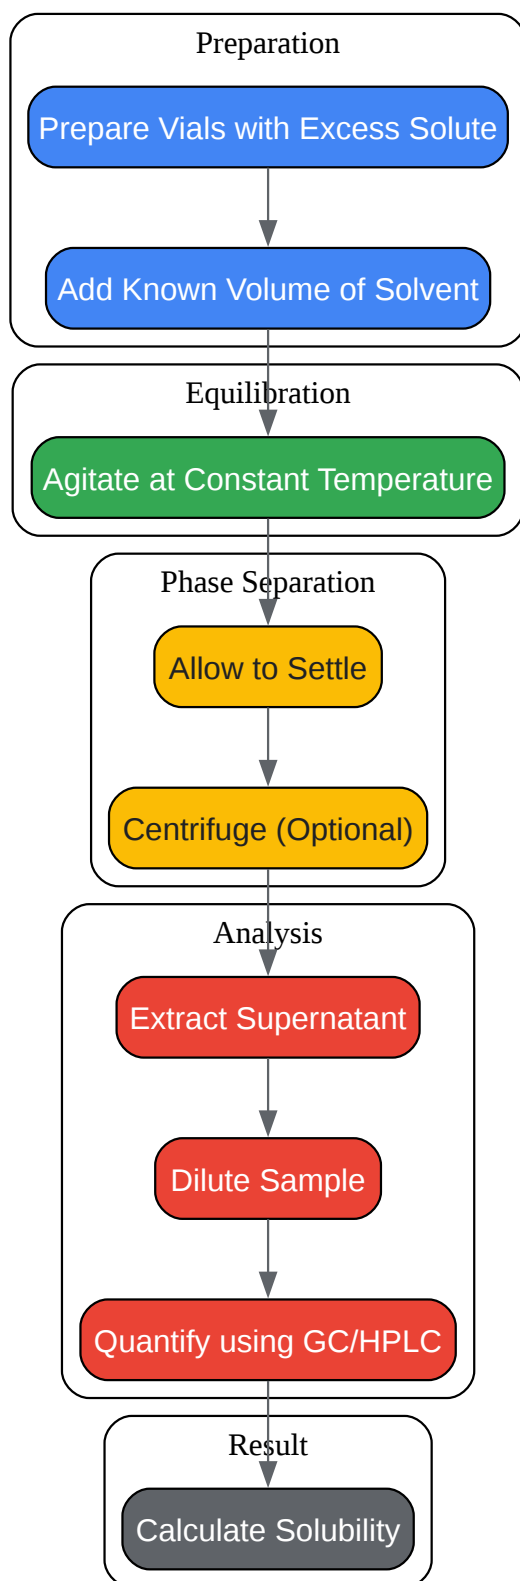 Preparation
Prepare Vials with Excess Solute
Add Known Volume of Solvent
Equilibration
Agitate at Constant Temperature
Phase Separation
Allow to Settle
Centrifuge (Optional)
Analysis
Extract Supernatant
Dilute Sample
Quantify using GC/HPLC
Result
Calculate Solubility